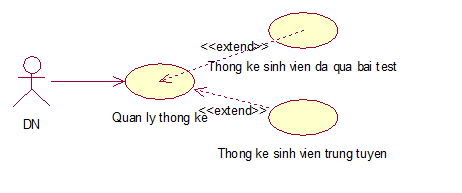 <<extend>>
Thong ke sinh vien da qua bai test
Quan ly thong ke
<<extend>>
DN
Thong ke sinh vien trung tuyen